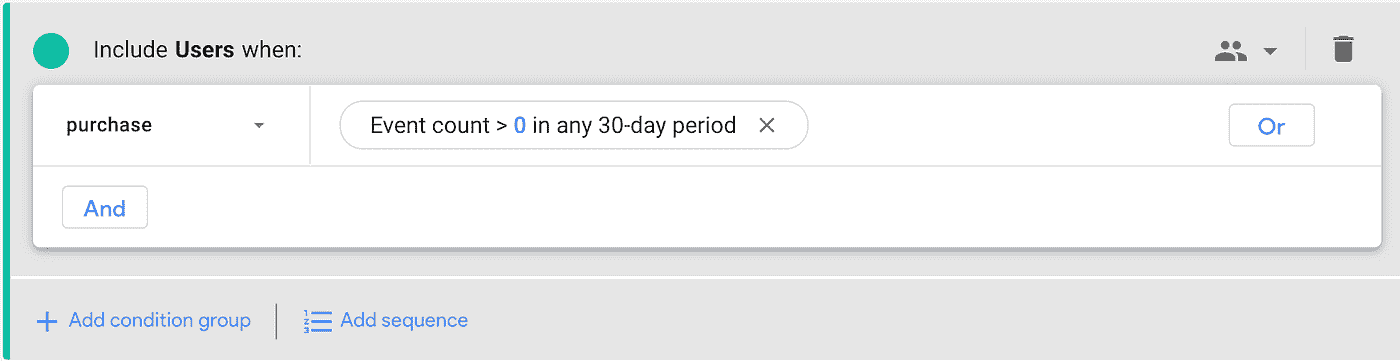 Include Users when:
purchase Event count > 0 in any 30-day period Or
And
Add condition group Add sequence